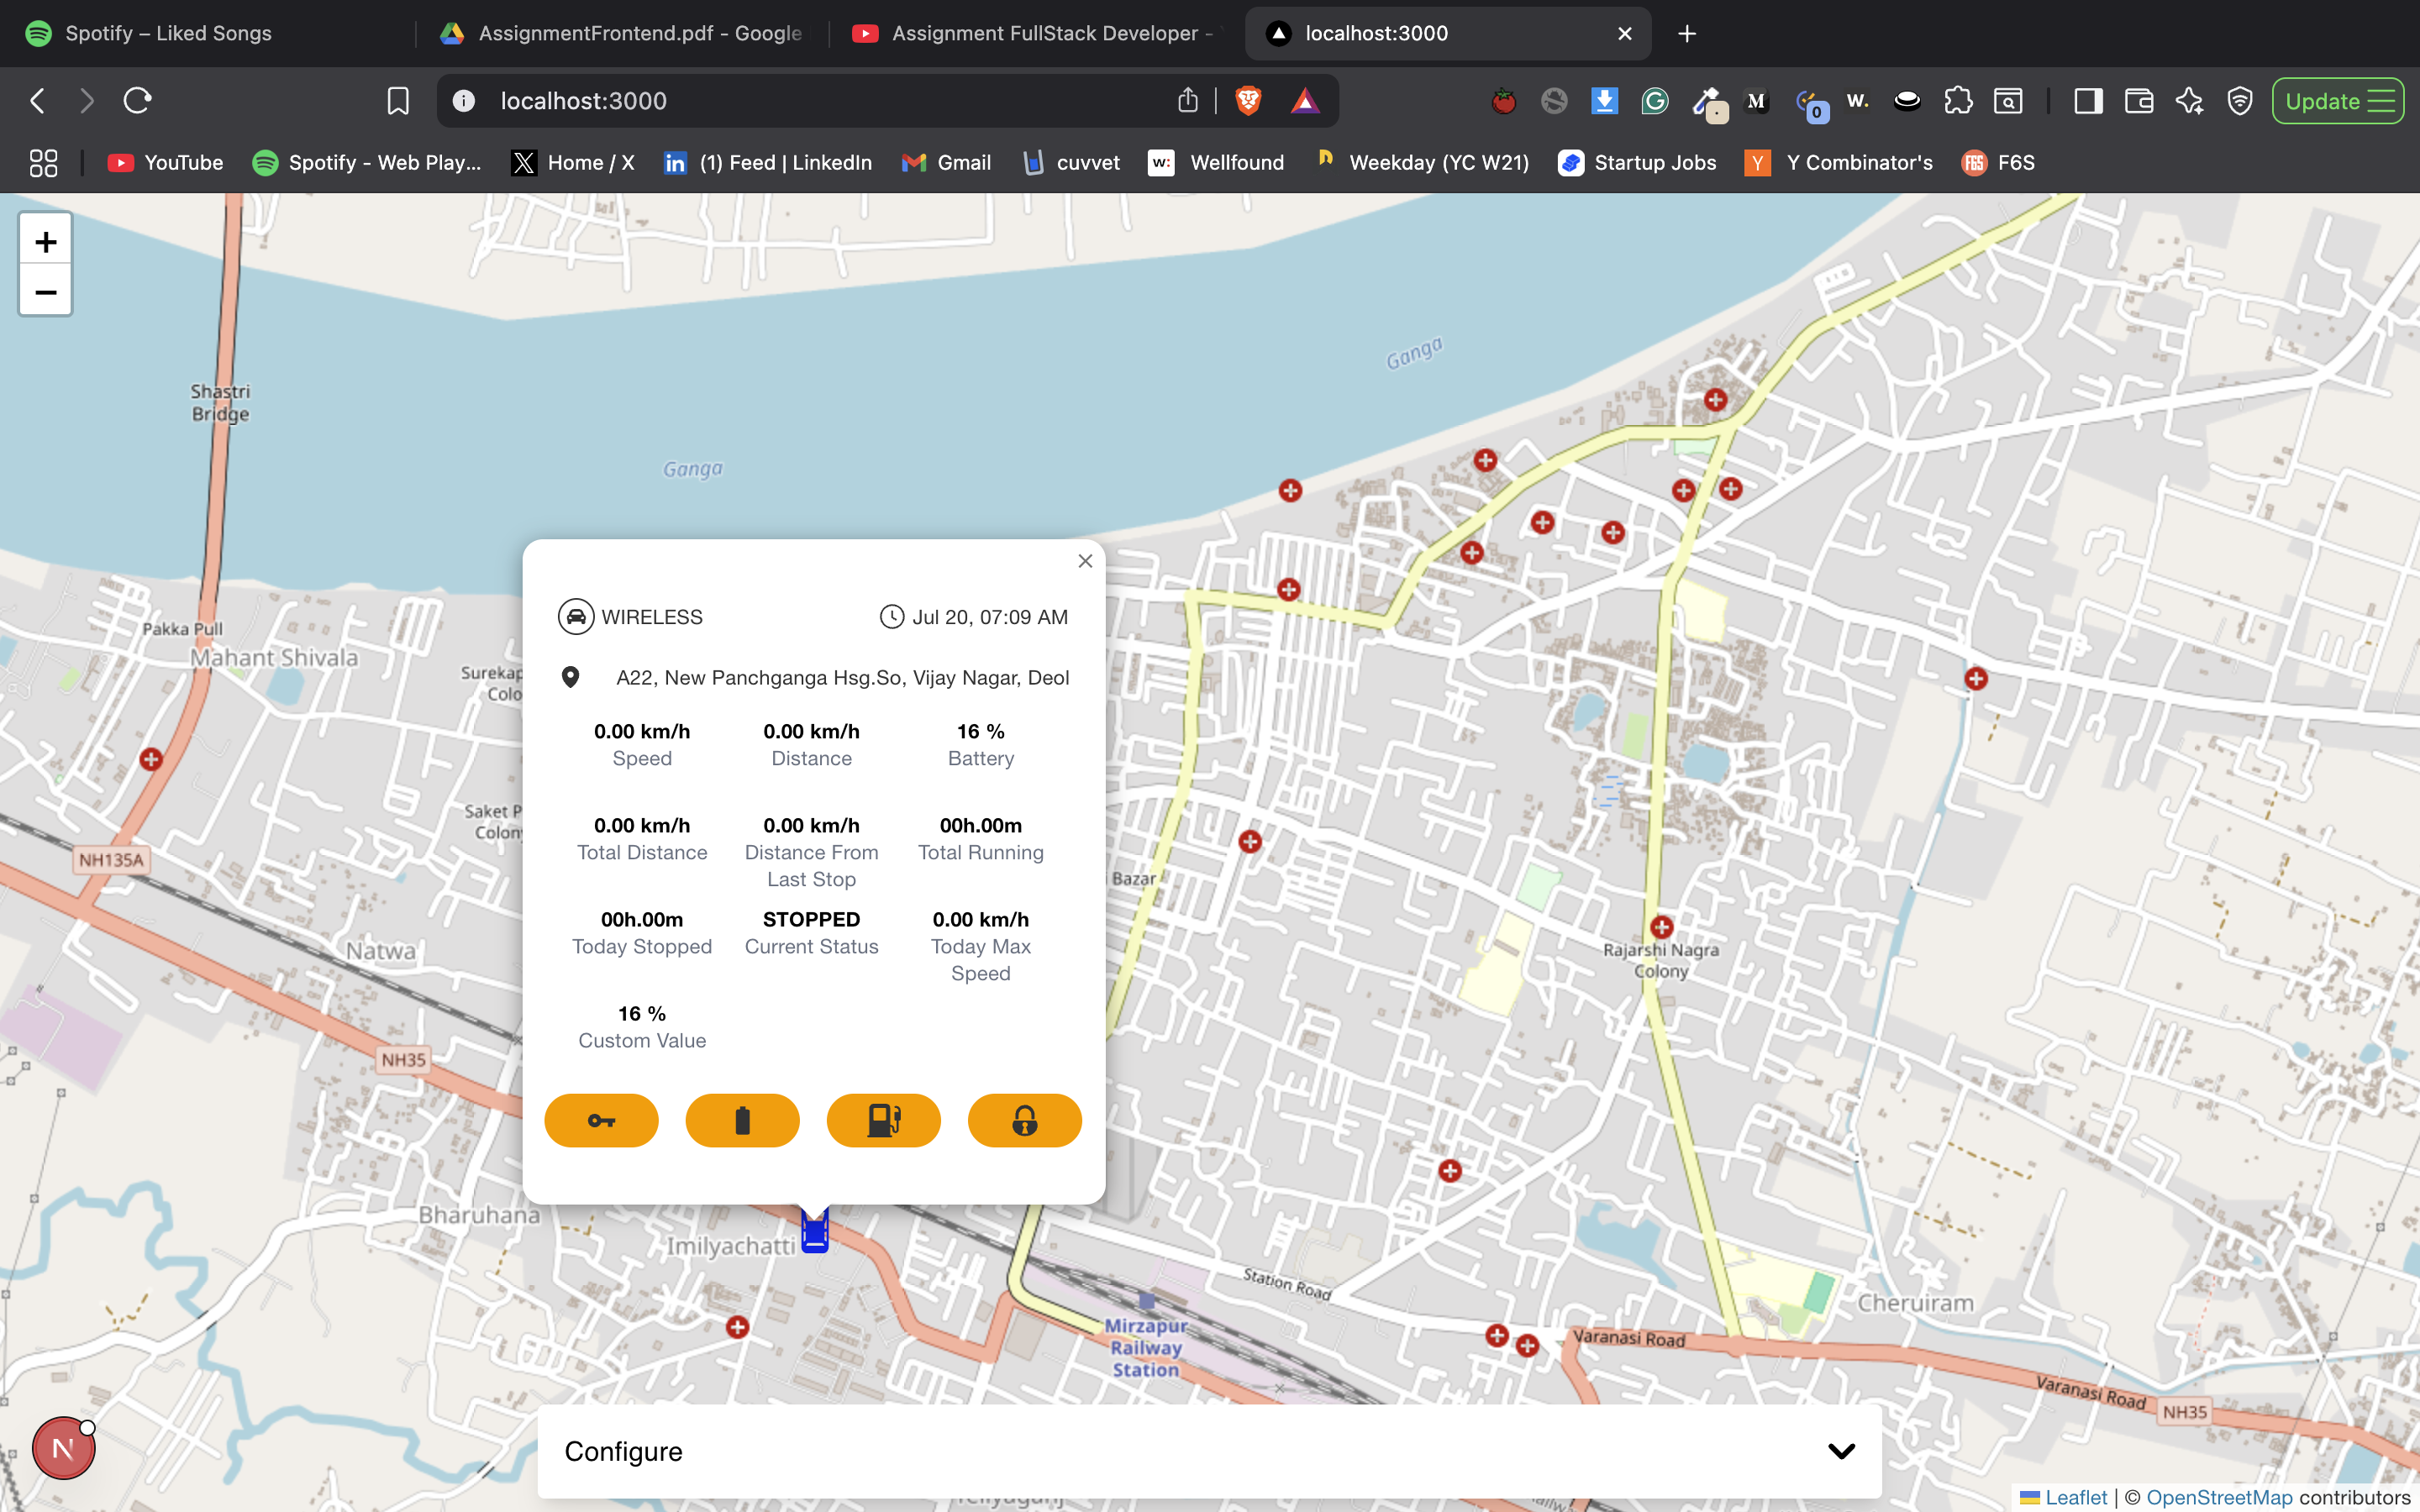 Spotify – Liked Songs
AssignmentFrontend.pdf - Google
Assignment FullStack Developer -
localhost:3000
localhost:3000
M
0
W.
Update
YouTube
Spotify - Web Play...
Home / X
(1) Feed | LinkedIn
Gmail
cuvvet
w:
Wellfound
Weekday (YC W21)
Startup Jobs
Y
Y Combinator's
F6S
F6S
+
−
Shastri
Bridge
Ganga
Ganga
Pakka Pull
Mahant Shivala
Surekap
Colo
Saket P
Colon
NH135A
Natwa
NH35
Bharuhana
Imilyachatti
WIRELESS
Jul 20, 07:09 AM
A22, New Panchganga Hsg.So, Vijay Nagar, Deol
0.00 km/h
Speed
0.00 km/h
Distance
16 %
Battery
0.00 km/h
Total Distance
0.00 km/h
Distance From
Last Stop
00h.00m
Total Running
00h.00m
Today Stopped
STOPPED
Current Status
0.00 km/h
Today Max
Speed
16 %
Custom Value
i Bazar
Rajarshi Nagra
Colony
Station Road
Mirzapur
Railway
Station
Cheruiram
Varanasi Road
Varanasi Road
NH35
N
Configure
Leaflet | © OpenStreetMap contributors